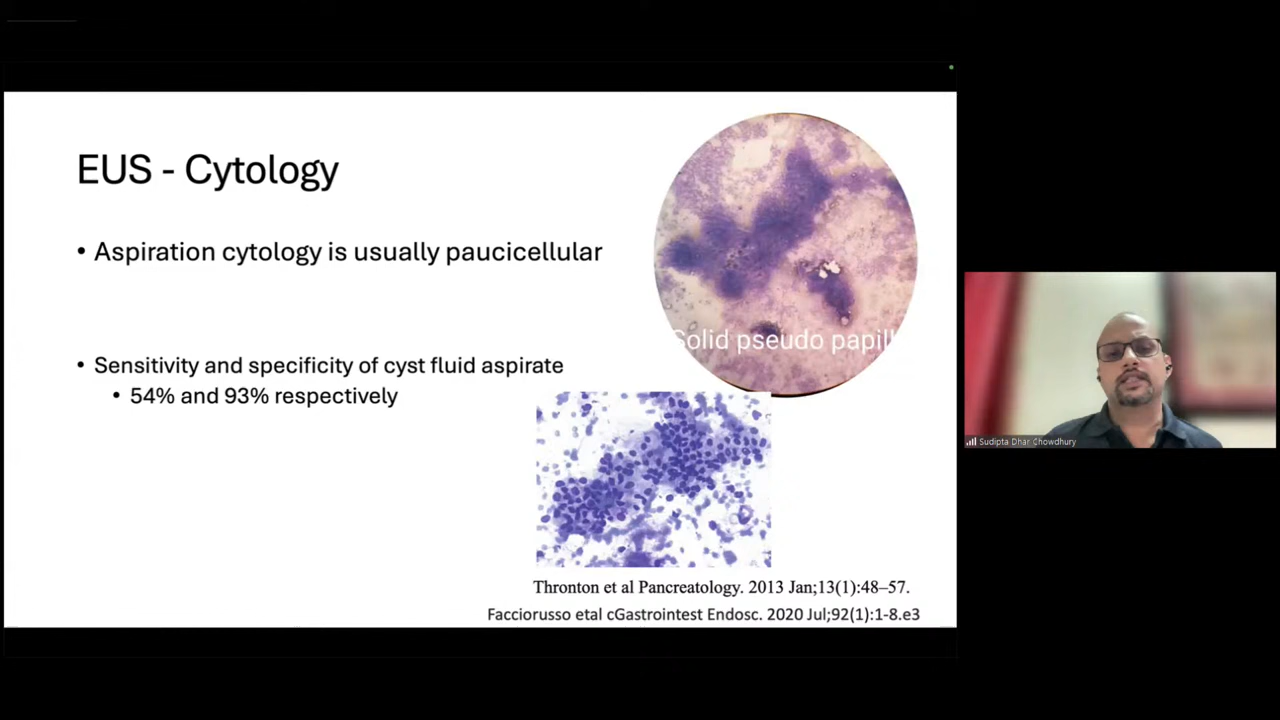 EUS - Cytology
• Aspiration cytology is usually paucicellular
Solid pseudo papill
• Sensitivity and specificity of cyst fluid aspirate
• 54% and 93% respectively
Thronton et al Pancreatology. 2013 Jan;13(1):48–57.
Facciorusso etal cGastrointest Endosc. 2020 Jul;92(1):1-8.e3
Sudipta Dhar Chowdhury